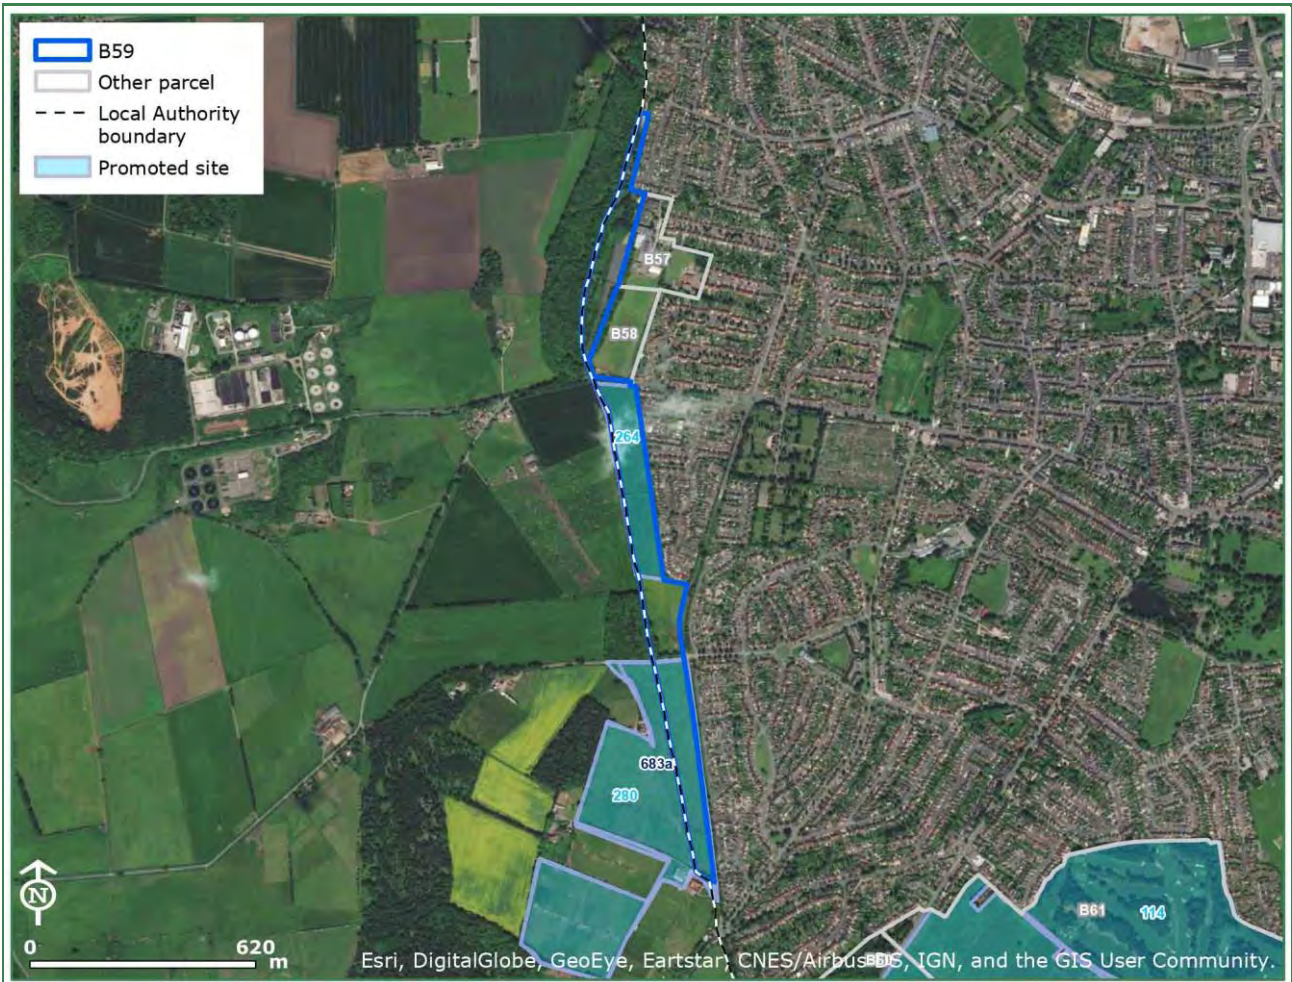 B59
Other parcel
Local Authority
boundary
Promoted site
B57
B58
264
683a
280
B61
114
N
0
620
m
B60
Esri, DigitalGlobe, GeoEye, Eartstar, CNES/Airbus DS, IGN, and the GIS User Community.